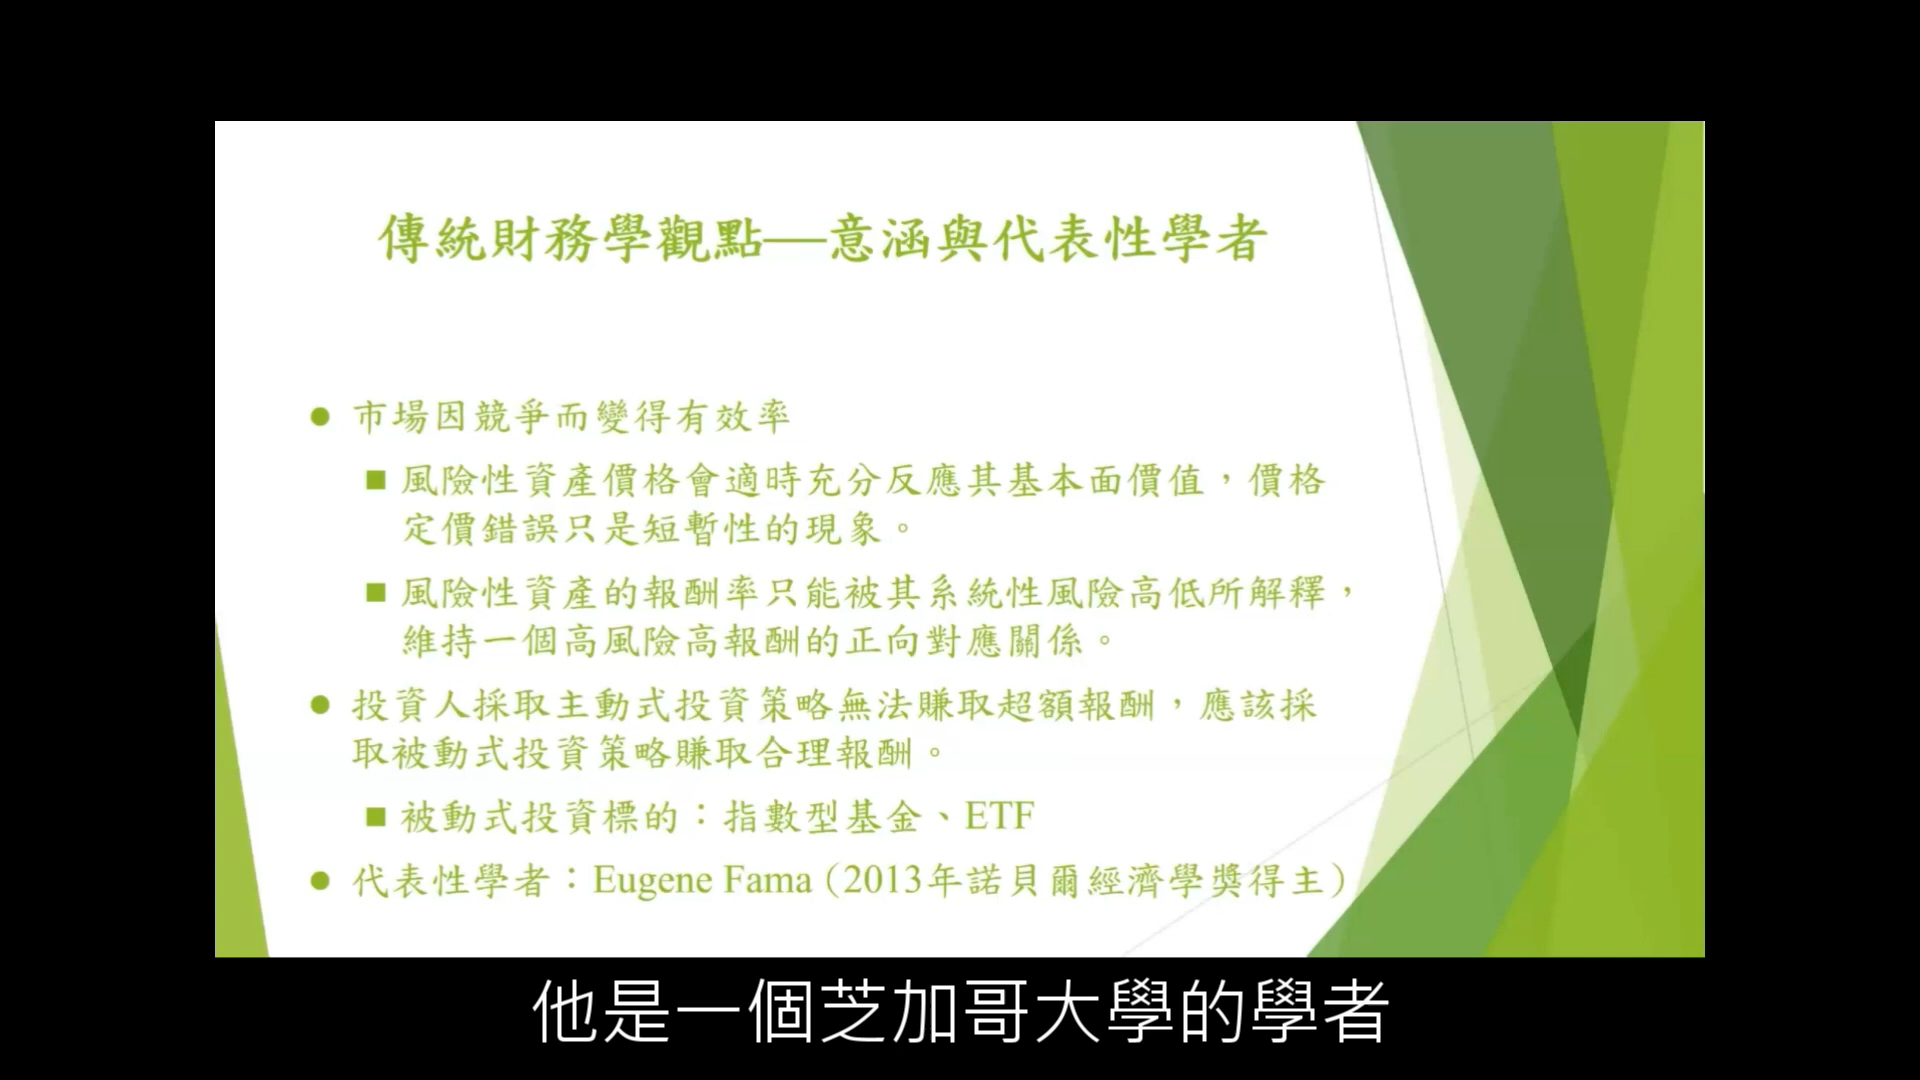 傳統財務學觀點——意涵與代表性學者
● 市場因競爭而變得有效率
■ 風險性資產價格會適時充分反應其基本面價值，價格
定價錯誤只是短暫性的現象。
■ 風險性資產的報酬率只能被其系統性風險高低所解釋，
維持一個高風險高報酬的正向對應關係。
● 投資人採取主動式投資策略無法賺取超額報酬，應該採
取被動式投資策略賺取合理報酬。
■ 被動式投資標的：指數型基金、ETF
● 代表性學者：Eugene Fama（2013年諾貝爾經濟學獎得主）
他是一個芝加哥大學的學者